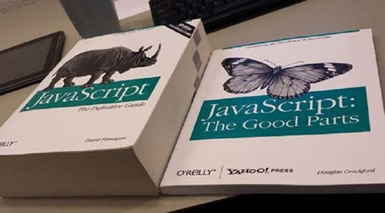 JavaScript
The Definitive Guide
David Flanagan
O'REILLY
JavaScript:
The Good Parts
O'REILLY® | YAHOO! PRESS
Douglas Crockford